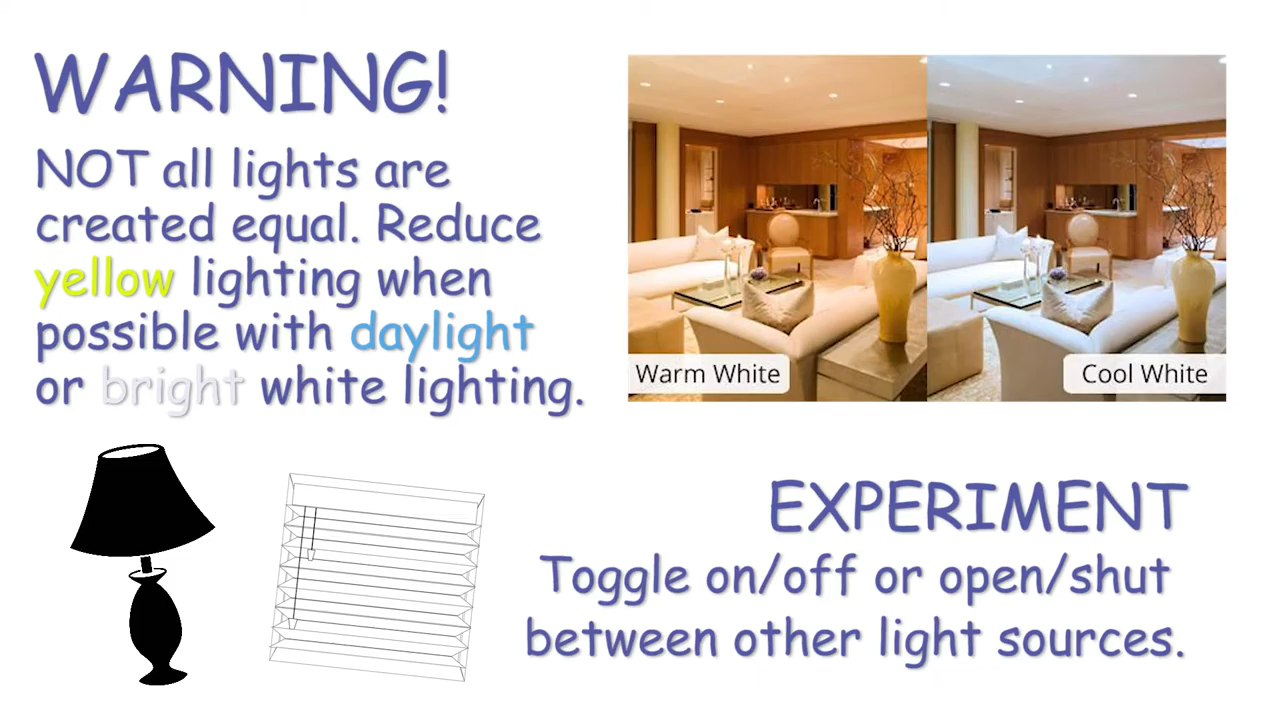 WARNING!
NOT all lights are
created equal. Reduce
yellow lighting when
possible with daylight
or bright white lighting.
Warm White
Cool White
EXPERIMENT
Toggle on/off or open/shut
between other light sources.